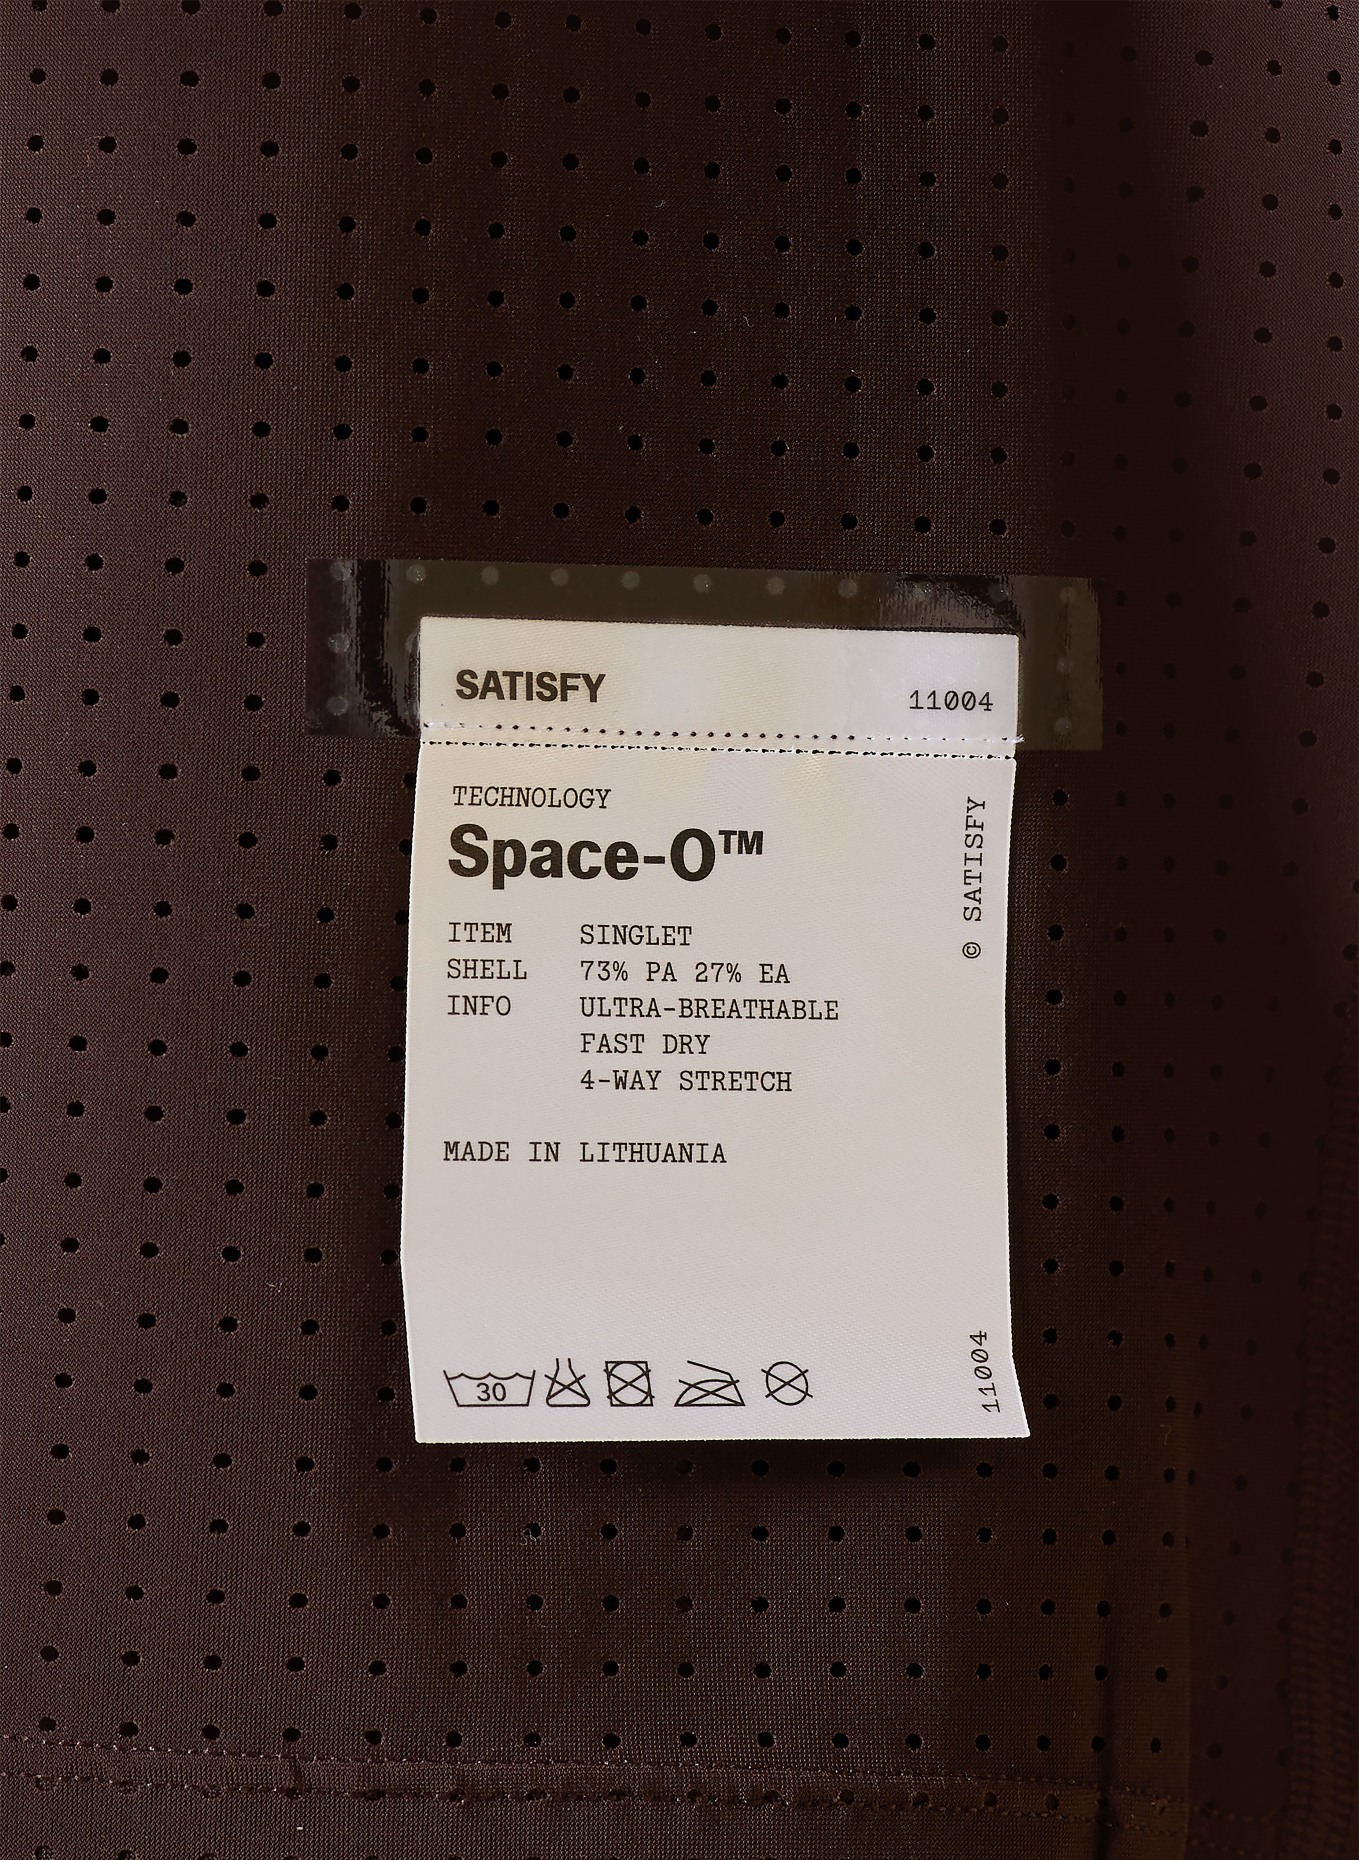 SATISFY
11004
TECHNOLOGY
Space-O™
ITEM SINGLET
SHELL 73% PA 27% EA
INFO ULTRA-BREATHABLE
FAST DRY
4-WAY STRETCH
MADE IN LITHUANIA
30
© SATISFY
11004